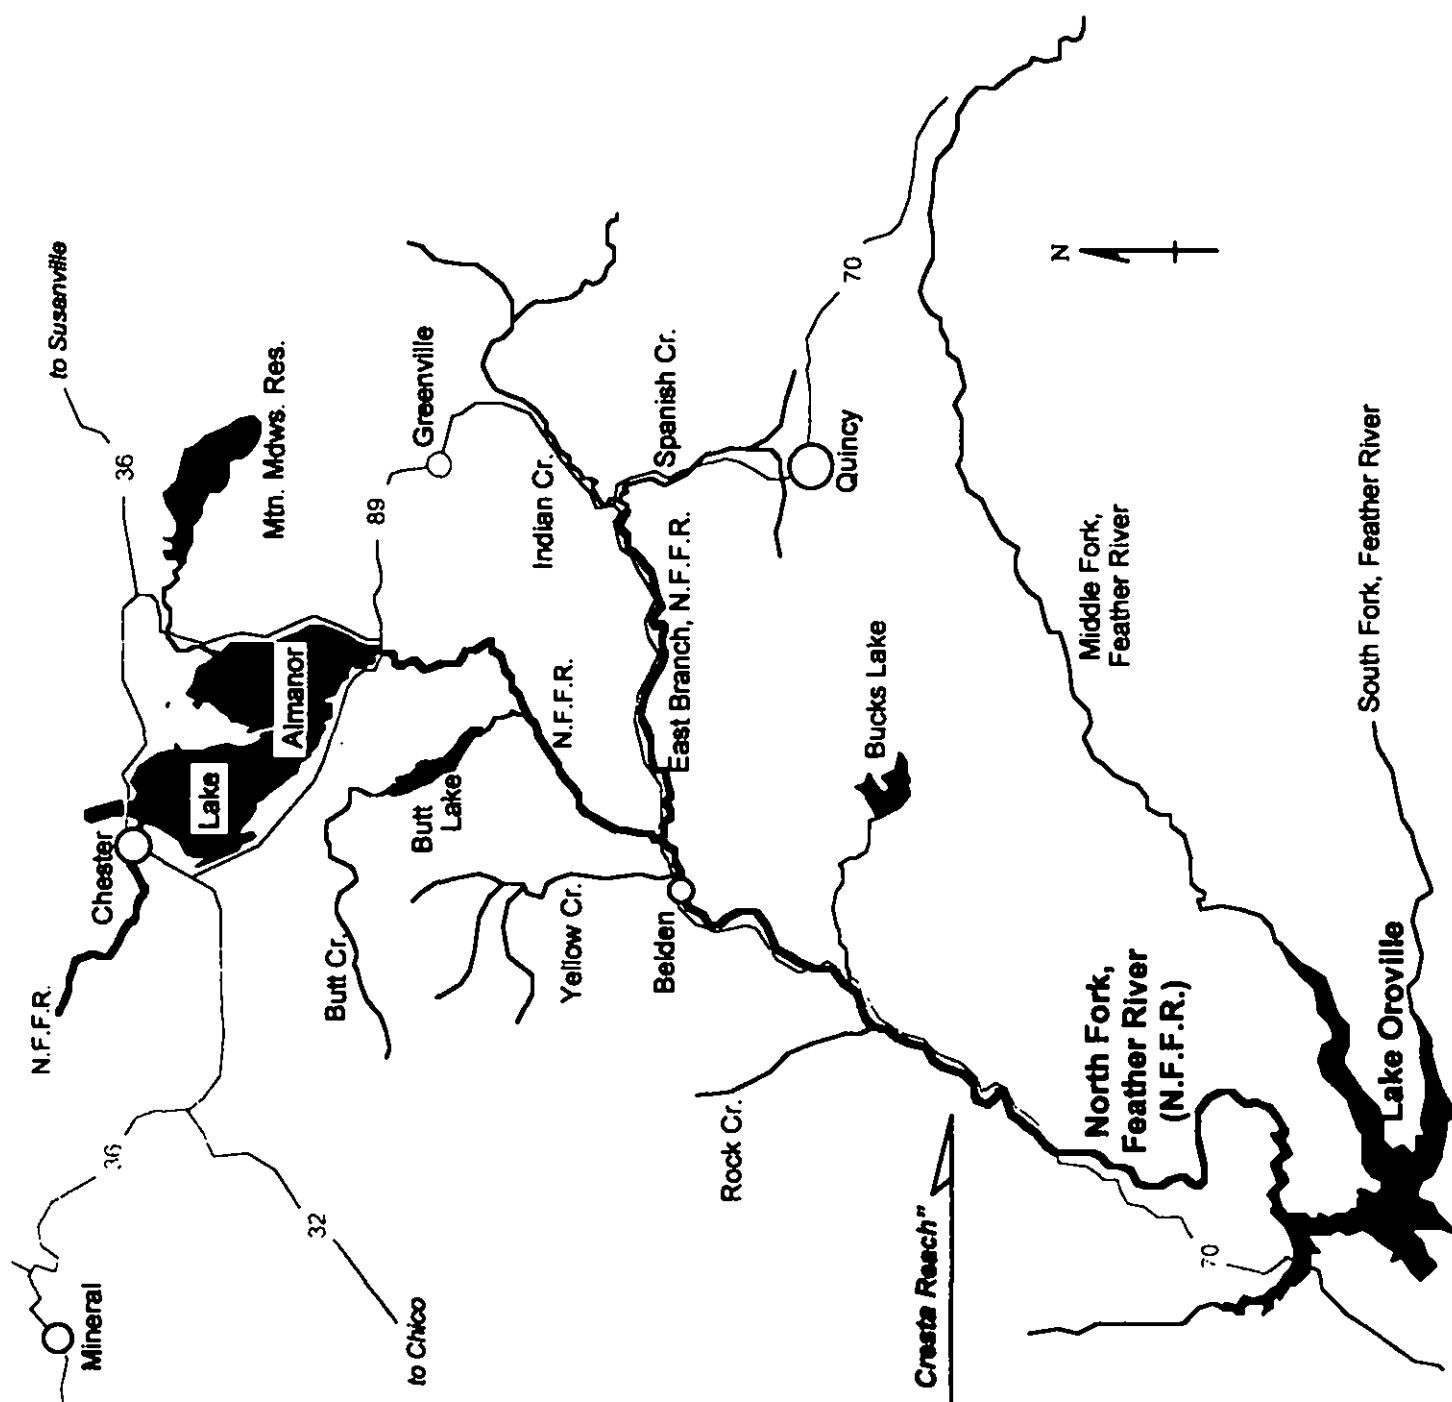 to Susanville
36
Mtn. Mdws. Res.
Chester
Lake
Almanor
N.F.F.R.
36
Mineral
32
to Chico
89
Greenville
Butt Cr.
Butt
Lake
Yellow Cr.
N.F.F.R.
Indian Cr.
East Branch, N.F.F.R.
Spanish Cr.
Quincy
70
Belden
Bucks Lake
Rock Cr.
Cresta Reach"
N
Middle Fork,
Feather River
North Fork,
Feather River
(N.F.F.R.)
70
South Fork, Feather River
Lake Oroville